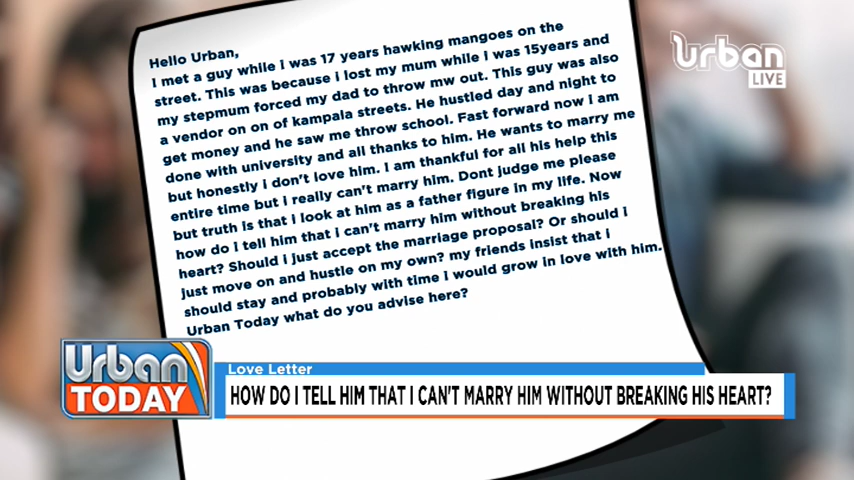 Urban
LIVE
Hello Urban,
I met a guy while i was 17 years hawking mangoes on the
street. This was because i lost my mum while i was 15years and
my stepmum forced my dad to throw mw out. This guy was also
a vendor on on of kampala streets. He hustled day and night to
get money and he saw me throw school. Fast forward now i am
done with university and all thanks to him. He wants to marry me
but honestly i don't love him. I am thankful for all his help this
entire time but i really can't marry him. Dont judge me please
but truth is that i look at him as a father figure in my life. Now
how do i tell him that i can't marry him without breaking his
heart? Should i just accept the marriage proposal? Or should i
just move on and hustle on my own? my friends insist that i
should stay and probably with time i would grow in love with him.
Urban Today what do you advise here?
Urban
TODAY
Love Letter
HOW DO I TELL HIM THAT I CAN'T MARRY HIM WITHOUT BREAKING HIS HEART?